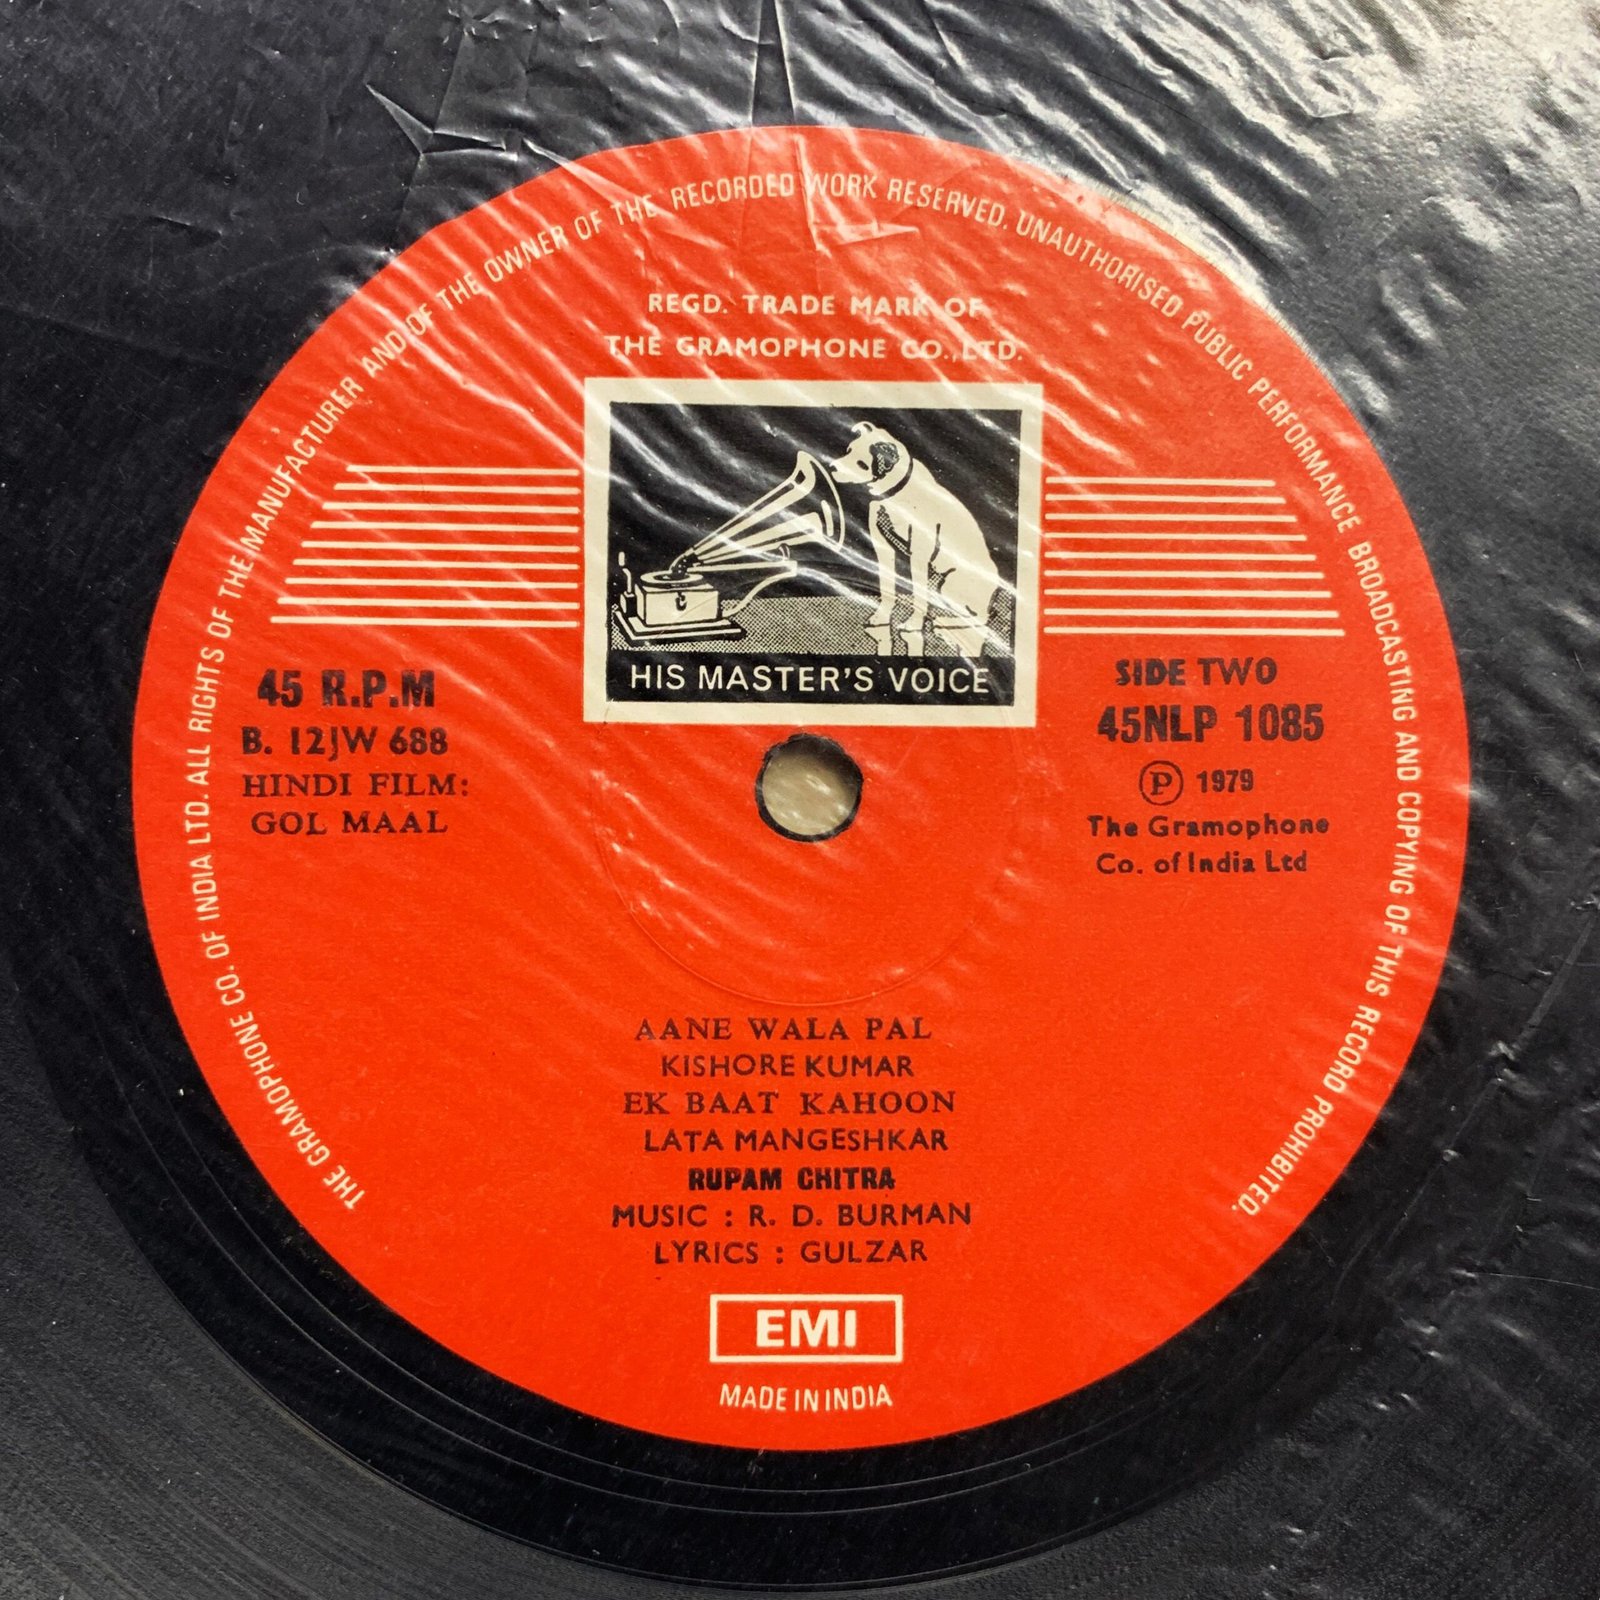 THE GRAMOPHONE CO. OF INDIA LTD. ALL RIGHTS OF THE MANUFACTURER AND OF THE OWNER OF THE RECORDED WORK RESERVED. UNAUTHORISED PUBLIC PERFORMANCE BROADCASTING AND COPYING OF THIS RECORD PROHIBITED.
REGD. TRADE MARK OF
THE GRAMOPHONE CO., LTD.
HIS MASTER'S VOICE
45 R.P.M
B. 12JW 688
HINDI FILM:
GOL MAAL
SIDE TWO
45NLP 1085
Ⓟ 1979
The Gramophone
Co. of India Ltd
AANE WALA PAL
KISHORE KUMAR
EK BAAT KAHOON
LATA MANGESHKAR
RUPAM CHITRA
MUSIC : R. D. BURMAN
LYRICS : GULZAR
EMI
MADE IN INDIA